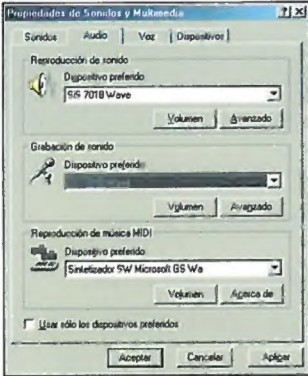 Propiedades de Sonidos y Multimedia
Sonidos Audio Voz Dispositivos
Reproducción de sonido
Dispositivo preferido
SiS 7018 Wave
Volumen Avanzado
Grabación de sonido
Dispositivo preferido
Volumen Avanzado
Reproducción de música MIDI
Dispositivo preferido
Sintetizador SW Microsoft GS Wa
Volumen Acerca de
Usar sólo los dispositivos preferidos
Aceptar Cancelar Aplicar